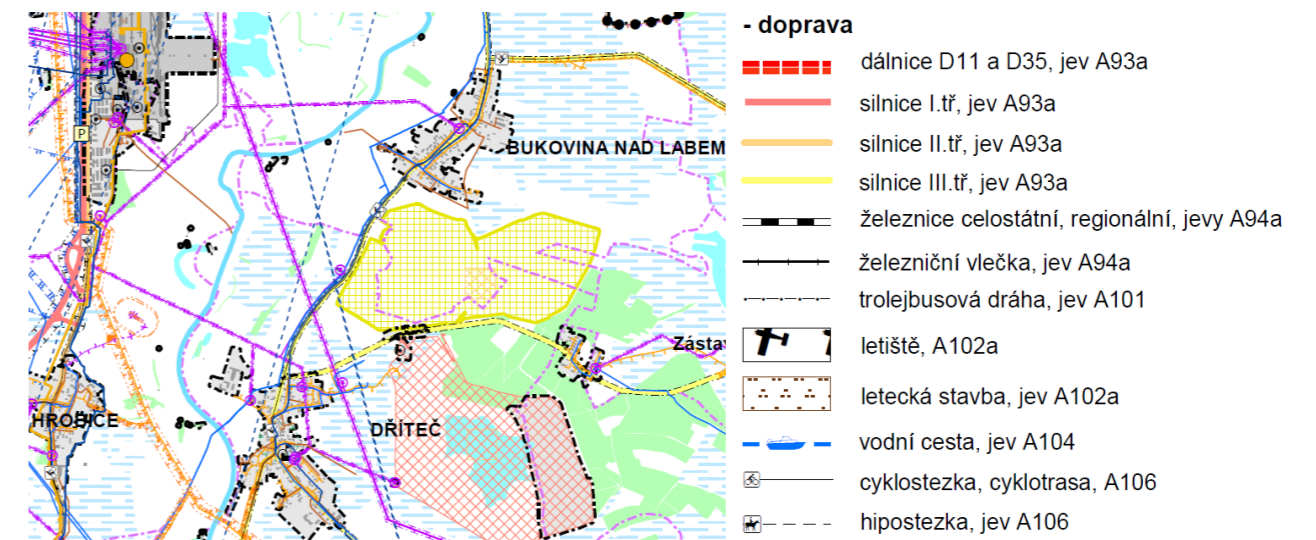 P
BUKOVINA NAD LABEM
Zásta
HROBICE
DŘÍTEČ
- doprava
dálnice D11 a D35, jev A93a
silnice I.tř, jev A93a
silnice II.tř, jev A93a
silnice III.tř, jev A93a
železnice celostátní, regionální, jevy A94a
železniční vlečka, jev A94a
trolejbusová dráha, jev A101
letiště, A102a
letecká stavba, jev A102a
vodní cesta, jev A104
cyklostezka, cyklotrasa, A106
hipostezka, jev A106